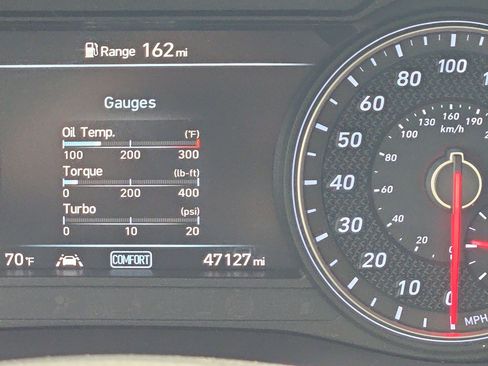 Range 162 mi
Gauges
Oil Temp. (°F)
100 200 300
Torque (lb-ft)
0 200 400
Turbo (psi)
0 10 20
70°F COMFORT 47127 mi
0 10 20 30 40 50 60 80 100
MPH
0 20 40 60 80 100 130 160 190
km/h